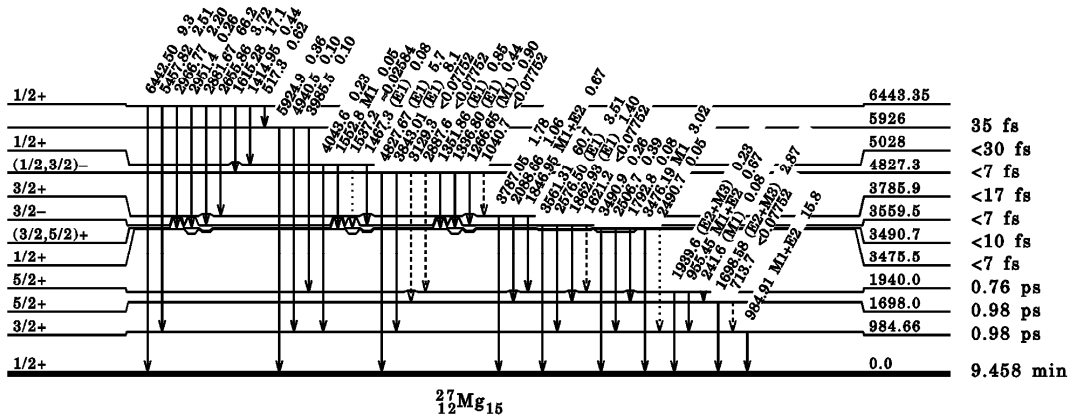 6442.50 9.3
5457.82 2.51
2966.77 2.20
2951.4 0.26
2881.67 66.2
2655.86 3.72
1615.28 17.1
1414.95 0.44
517.3 0.62
5924.9 0.36
4940.5 0.10
3985.5 0.10
4043.6 0.23
1552.8 M1 0.05
1537.2 ≈0.02584
1467.3 (E1) 0.08
4827.67 (E1) 5.7
3843.01 (E1) 8.1
3129.3 <0.07752
2887.6 <0.07752
1351.86 (E1) 0.85
1336.80 (E1) 0.44
1266.65 (M1) 0.90
1040.7 <0.07752
3787.05 1.78
2088.66 1.06
1846.95 M1+E2 0.67
3561.31 60.7
2576.50 (E1) 3.51
1862.99 (E1) 1.40
1621.2 <0.07752
3490.9 0.26
2506.7 0.39
1792.8 0.08
3476.19 M1 3.02
2490.7 0.05
1939.6 (E2+M3) 0.23
955.45 M1+E2 0.67
241.6 (M1) 0.08
1698.58 (E2+M3) 2.87
713.7 <0.07752
984.91 M1+E2 15.8
1/2+ 6443.35
5926 35 fs
1/2+ 5028 <30 fs
(1/2,3/2)− 4827.3 <7 fs
3/2+ 3785.9 <17 fs
3/2− 3559.5 <7 fs
(3/2,5/2)+ 3490.7 <10 fs
1/2+ 3475.5 <7 fs
5/2+ 1940.0 0.76 ps
5/2+ 1698.0 0.98 ps
3/2+ 984.66 0.98 ps
1/2+ 0.0 9.458 min
27
12Mg15